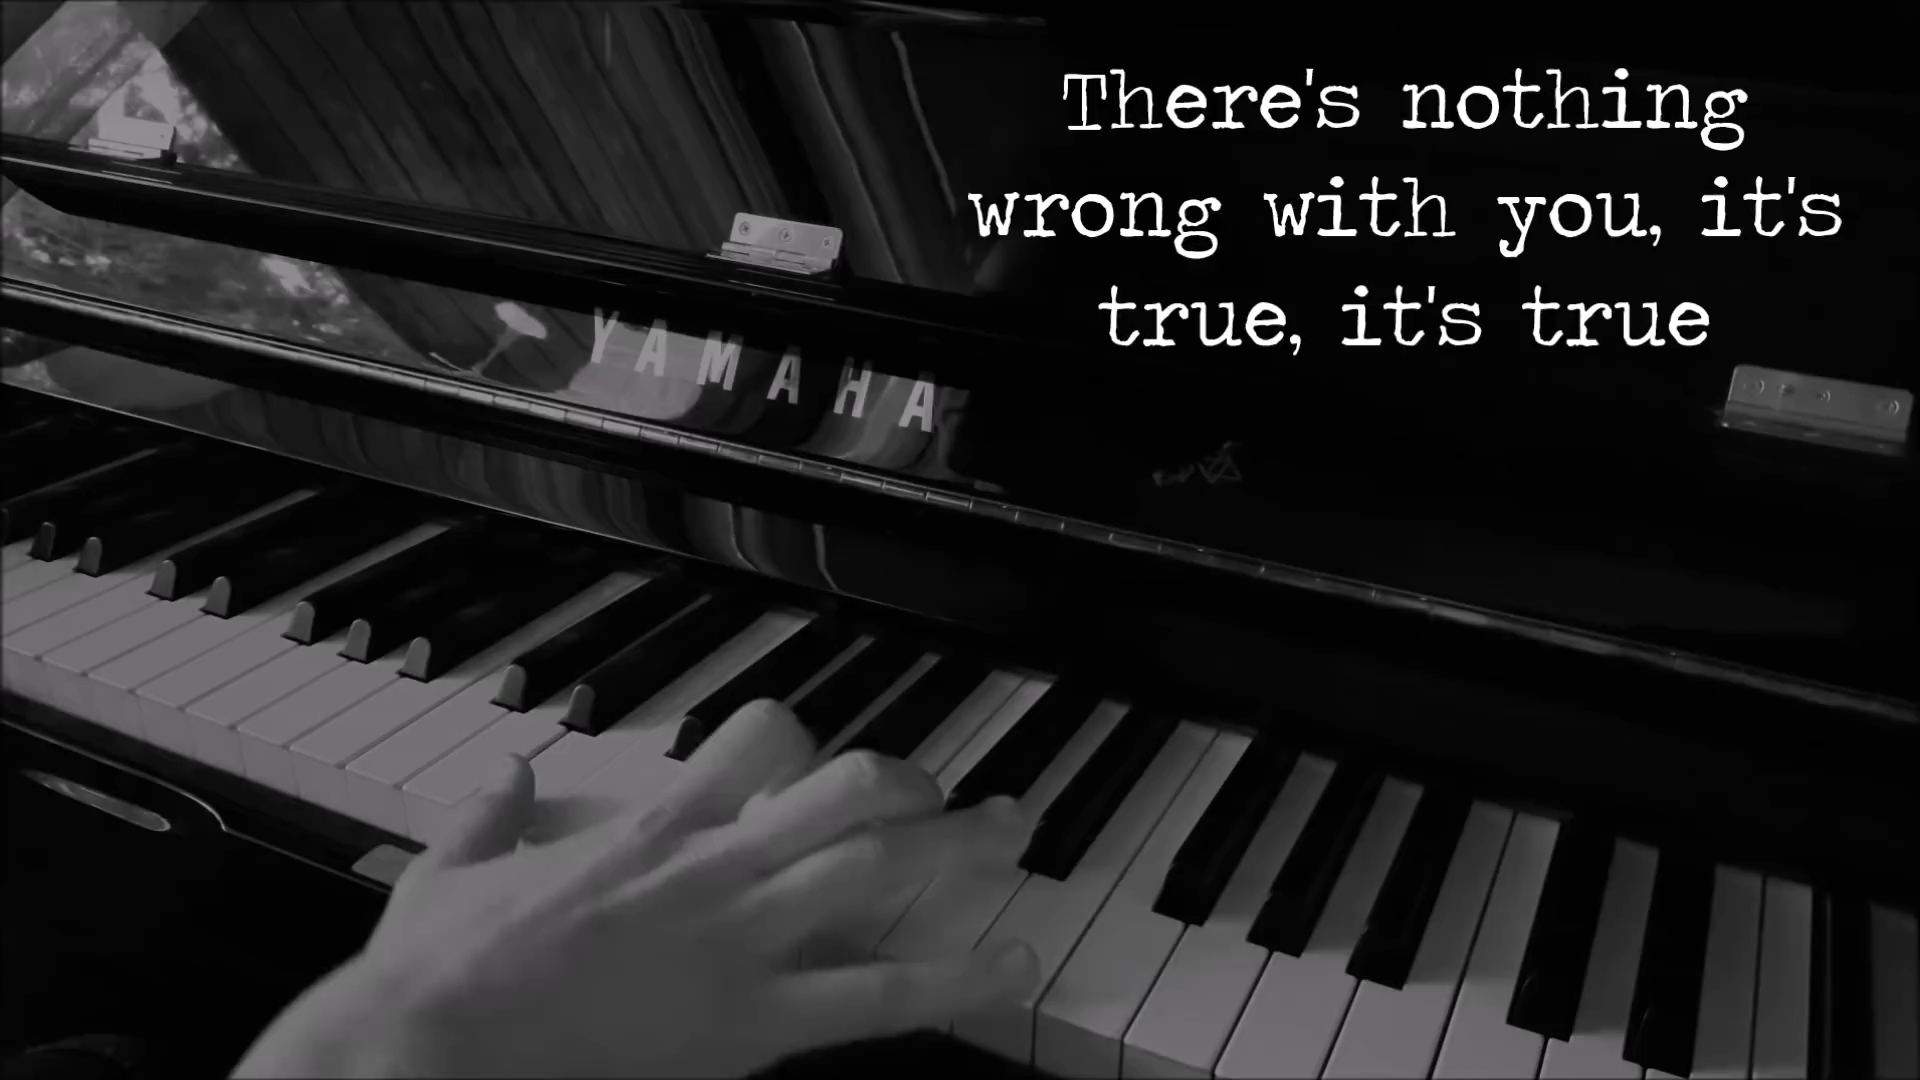 There's nothing
wrong with you, it's
true, it's true
YAMAHA